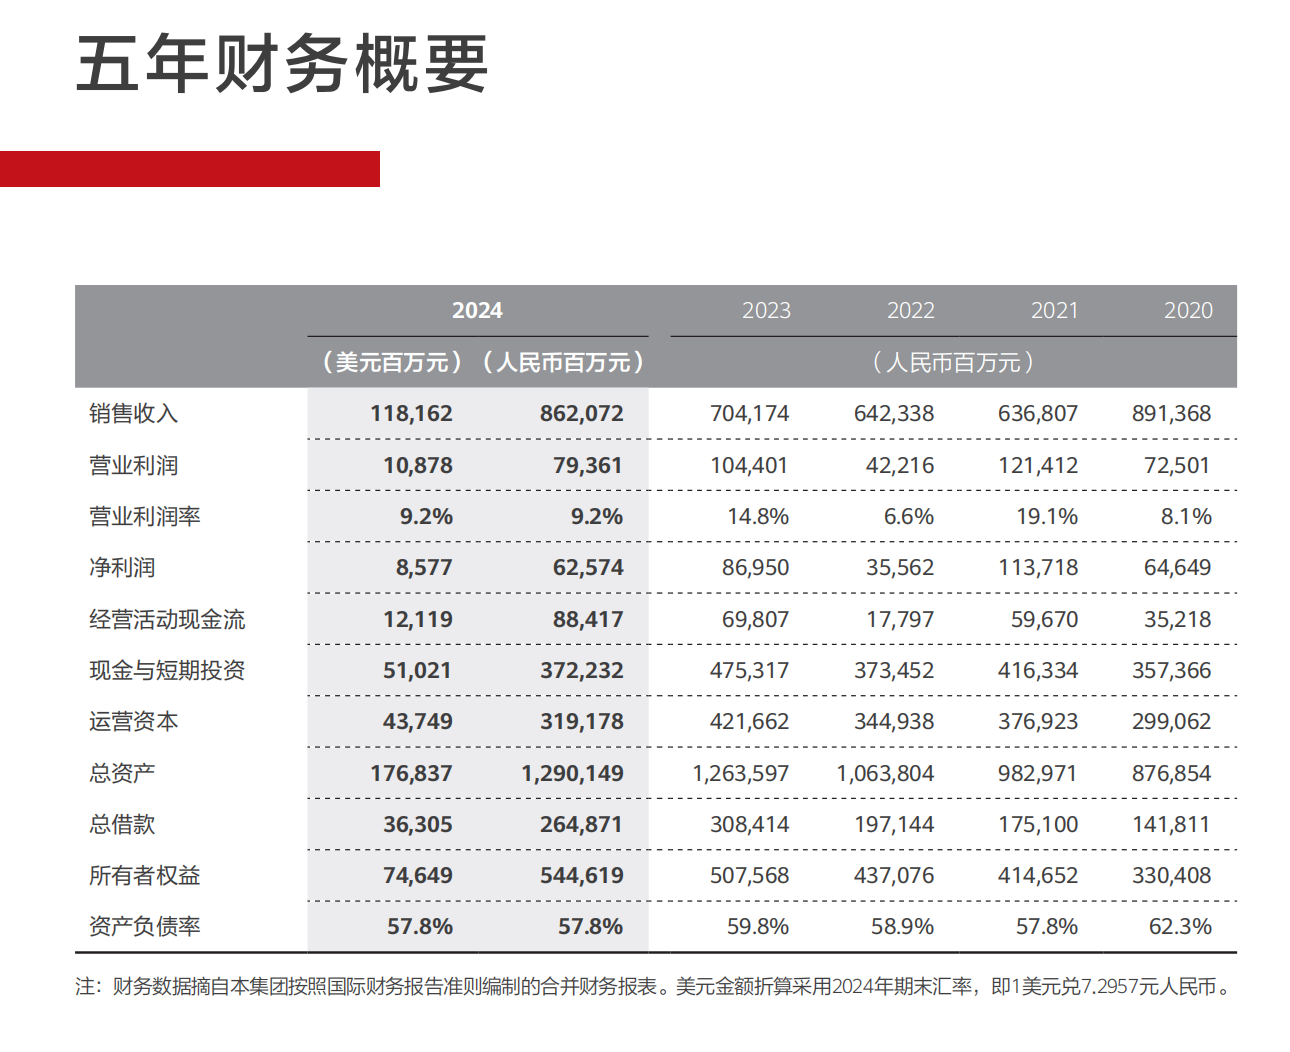 五年财务概要
2024 2023 2022 2021 2020
（美元百万元）（人民币百万元） （人民币百万元）
销售收入 118,162 862,072 704,174 642,338 636,807 891,368
营业利润 10,878 79,361 104,401 42,216 121,412 72,501
营业利润率 9.2% 9.2% 14.8% 6.6% 19.1% 8.1%
净利润 8,577 62,574 86,950 35,562 113,718 64,649
经营活动现金流 12,119 88,417 69,807 17,797 59,670 35,218
现金与短期投资 51,021 372,232 475,317 373,452 416,334 357,366
运营资本 43,749 319,178 421,662 344,938 376,923 299,062
总资产 176,837 1,290,149 1,263,597 1,063,804 982,971 876,854
总借款 36,305 264,871 308,414 197,144 175,100 141,811
所有者权益 74,649 544,619 507,568 437,076 414,652 330,408
资产负债率 57.8% 57.8% 59.8% 58.9% 57.8% 62.3%
注：财务数据摘自本集团按照国际财务报告准则编制的合并财务报表。美元金额折算采用2024年期末汇率，即1美元兑7.2957元人民币。